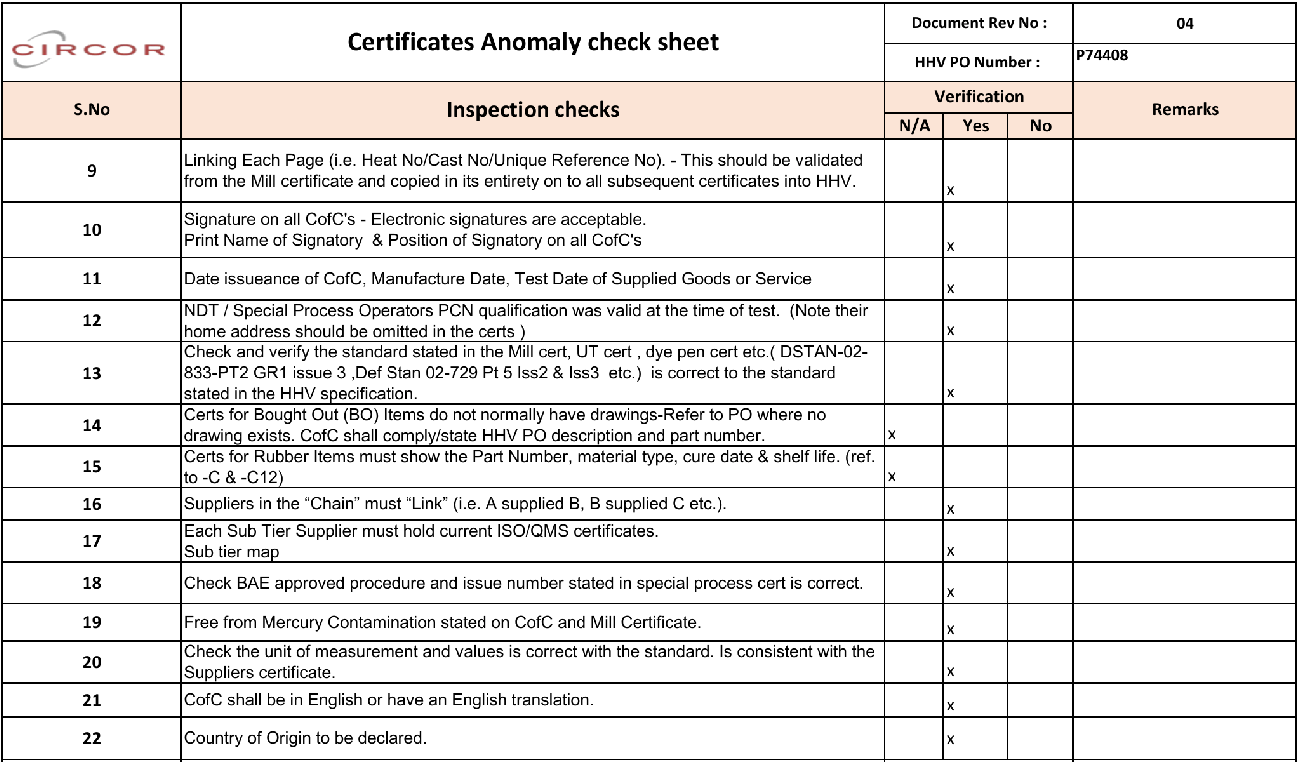 CIRCOR
Certificates Anomaly check sheet
Document Rev No :
04
HHV PO Number :
P74408
S.No
Inspection checks
Verification
Remarks
N/A
Yes
No
9
Linking Each Page (i.e. Heat No/Cast No/Unique Reference No). - This should be validated
from the Mill certificate and copied in its entirety on to all subsequent certificates into HHV.
x
10
Signature on all CofC's - Electronic signatures are acceptable.
Print Name of Signatory & Position of Signatory on all CofC's
x
11
Date issueance of CofC, Manufacture Date, Test Date of Supplied Goods or Service
x
12
NDT / Special Process Operators PCN qualification was valid at the time of test. (Note their
home address should be omitted in the certs )
x
13
Check and verify the standard stated in the Mill cert, UT cert , dye pen cert etc.( DSTAN-02-
833-PT2 GR1 issue 3 ,Def Stan 02-729 Pt 5 Iss2 & Iss3 etc.) is correct to the standard
stated in the HHV specification.
x
14
Certs for Bought Out (BO) Items do not normally have drawings-Refer to PO where no
drawing exists. CofC shall comply/state HHV PO description and part number.
x
15
Certs for Rubber Items must show the Part Number, material type, cure date & shelf life. (ref.
to -C & -C12)
x
16
Suppliers in the “Chain” must “Link” (i.e. A supplied B, B supplied C etc.).
x
17
Each Sub Tier Supplier must hold current ISO/QMS certificates.
Sub tier map
x
18
Check BAE approved procedure and issue number stated in special process cert is correct.
x
19
Free from Mercury Contamination stated on CofC and Mill Certificate.
x
20
Check the unit of measurement and values is correct with the standard. Is consistent with the
Suppliers certificate.
x
21
CofC shall be in English or have an English translation.
x
22
Country of Origin to be declared.
x